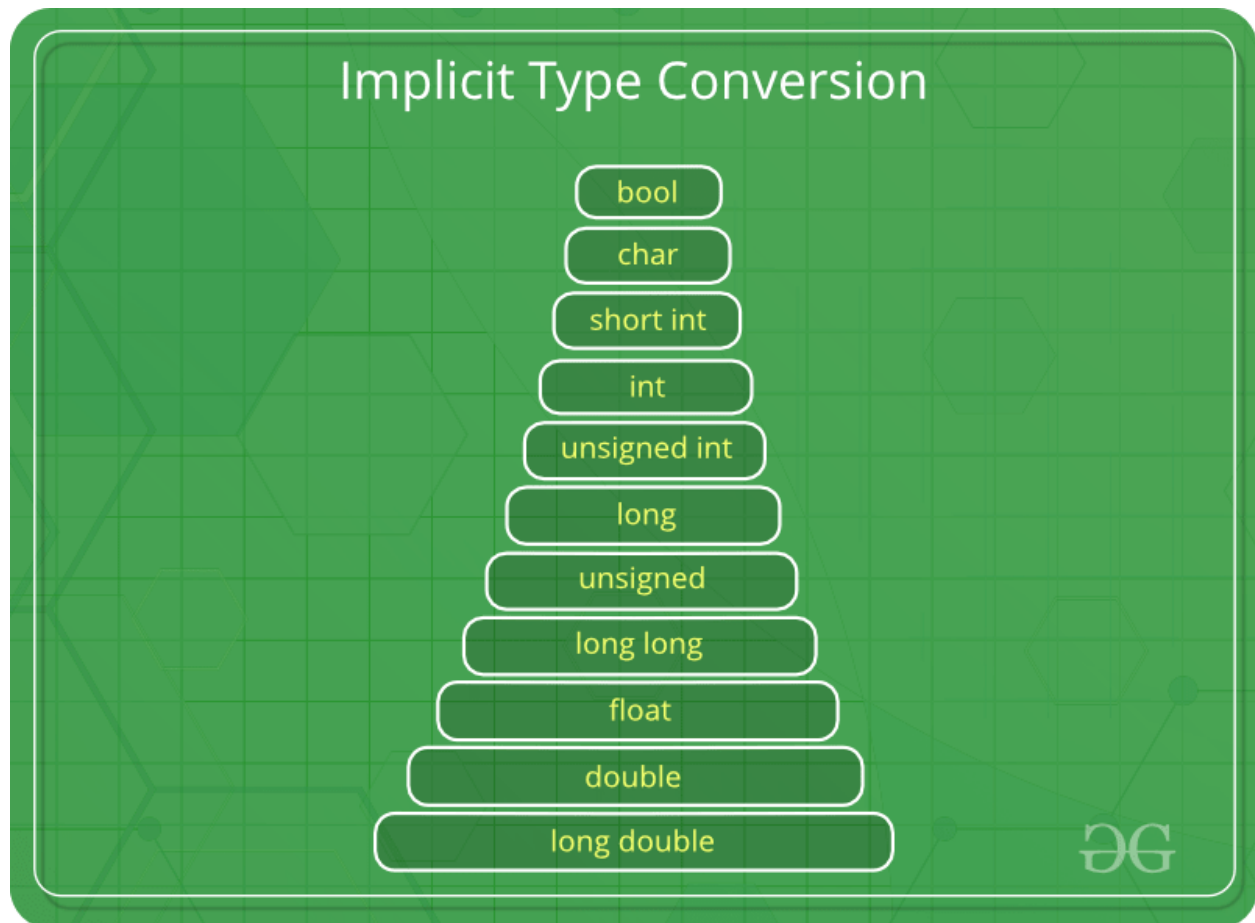 Implicit Type Conversion
bool
char
short int
int
unsigned int
long
unsigned
long long
float
double
long double